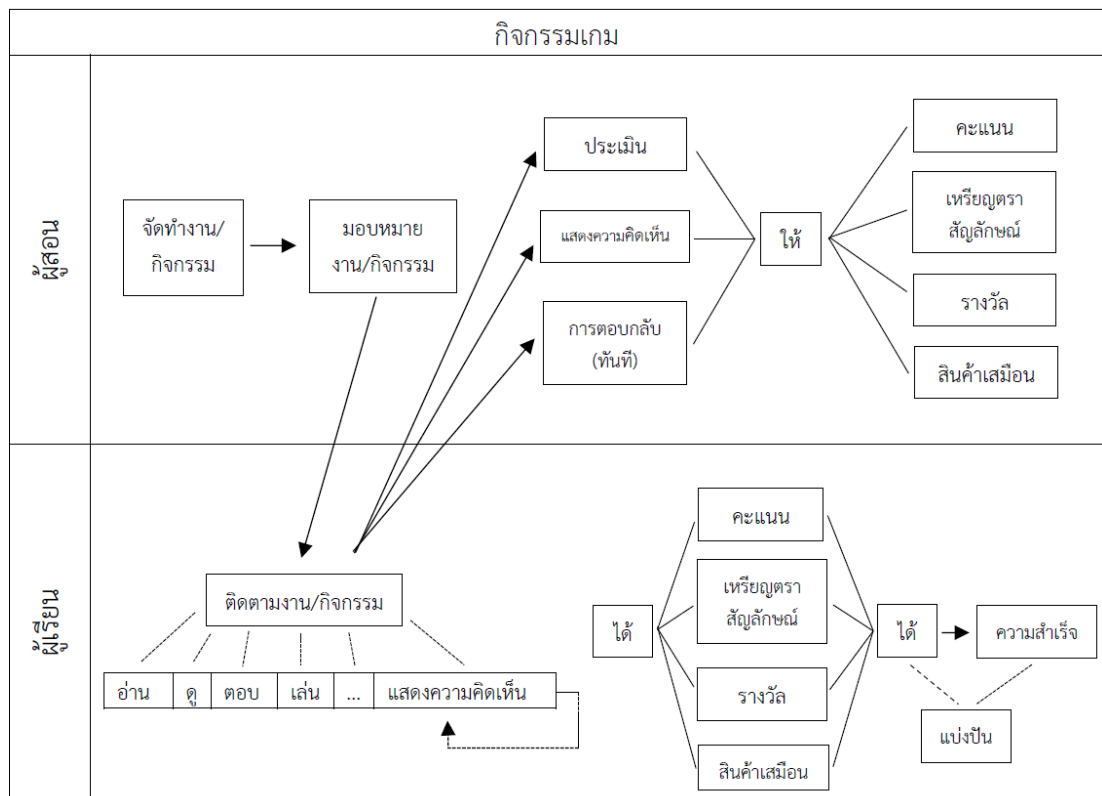 กิจกรรมเกม
ผู้สอน
จัดทำงาน/
กิจกรรม
มอบหมาย
งาน/กิจกรรม
ประเมิน
แสดงความคิดเห็น
การตอบกลับ
(ทันที)
ให้
คะแนน
เหรียญตรา
สัญลักษณ์
รางวัล
สินค้าเสมือน
ผู้เรียน
ติดตามงาน/กิจกรรม
อ่าน ดู ตอบ เล่น ... แสดงความคิดเห็น
ได้
คะแนน
เหรียญตรา
สัญลักษณ์
รางวัล
สินค้าเสมือน
ได้
ความสำเร็จ
แบ่งปัน